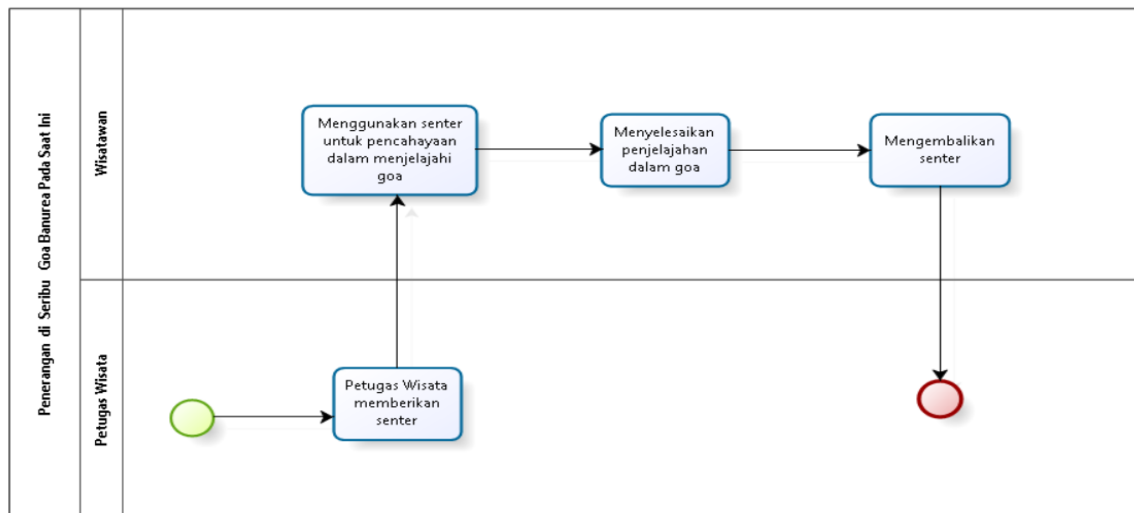 Penerangan di Seribu Goa Banurea Pada Saat Ini
Wisatawan
Menggunakan senter
untuk pencahayaan
dalam menjelajahi
goa
Menyelesaikan
penjelajahan
dalam goa
Mengembalikan
senter
Petugas Wisata
Petugas Wisata
memberikan
senter